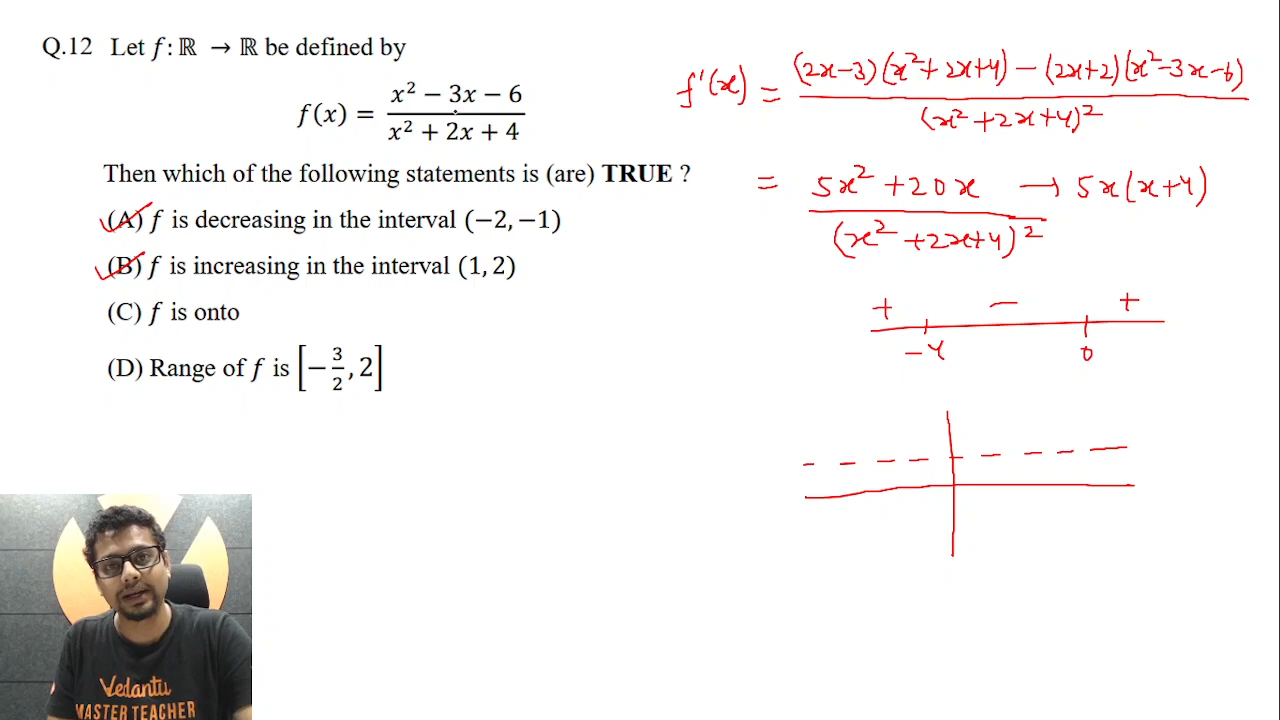 Q.12 Let f: ℝ → ℝ be defined by
f(x) = (x² − 3x − 6)/(x² + 2x + 4)
Then which of the following statements is (are) TRUE ?
(A) f is decreasing in the interval (−2, −1)
(B) f is increasing in the interval (1, 2)
(C) f is onto
(D) Range of f is [−3/2, 2]
f'(x) = ((2x−3)(x²+2x+4) − (2x+2)(x²−3x−6))/(x²+2x+4)²
= (5x²+20x)/(x²+2x+4)² → 5x(x+4)
+ − +
−4 0
Vedantu
MASTER TEACHER